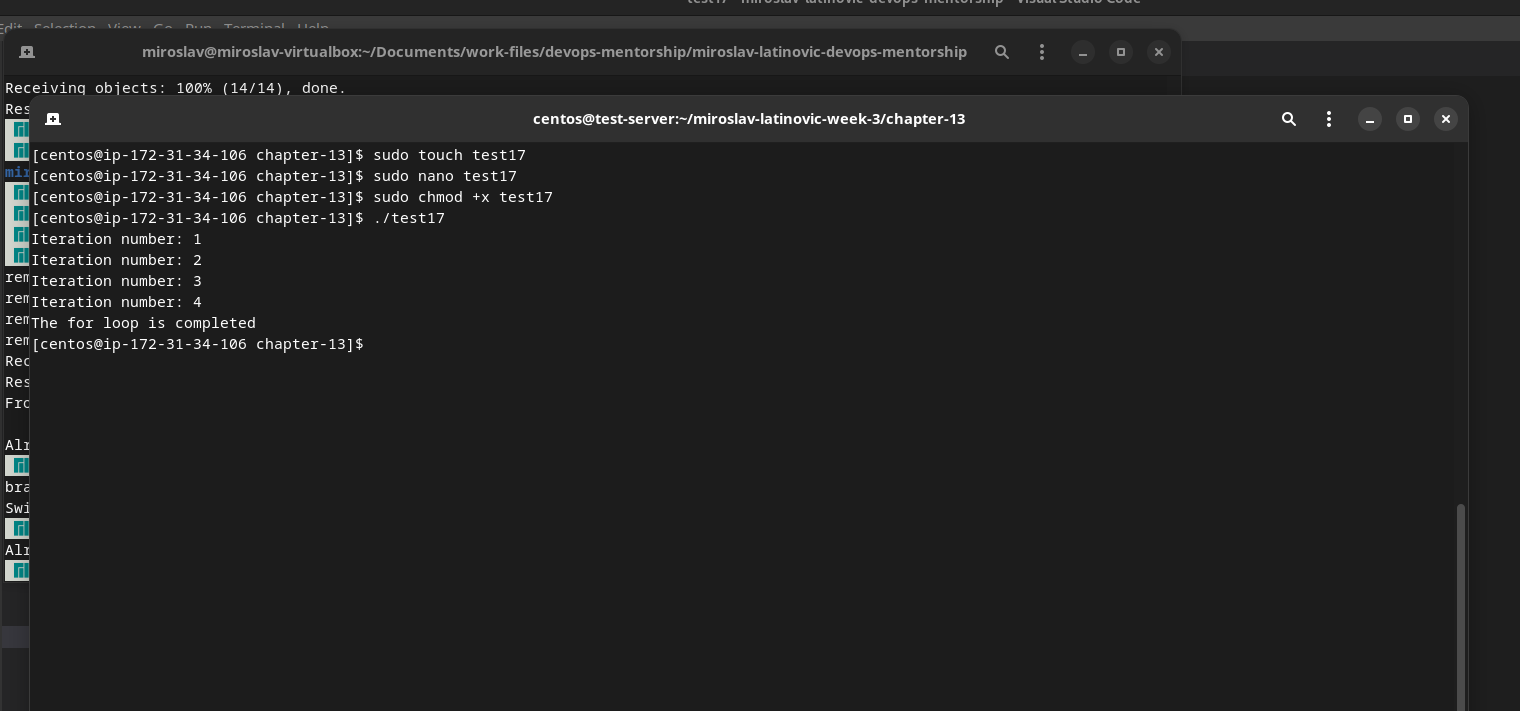 test17 - miroslav-latinovic-devops-mentorship - Visual Studio Code
Edit Selection View Go Run Terminal Help
miroslav@miroslav-virtualbox:~/Documents/work-files/devops-mentorship/miroslav-latinovic-devops-mentorship
Receiving objects: 100% (14/14), done.
Res
centos@test-server:~/miroslav-latinovic-week-3/chapter-13
[centos@ip-172-31-34-106 chapter-13]$ sudo touch test17
mir
[centos@ip-172-31-34-106 chapter-13]$ sudo nano test17
[centos@ip-172-31-34-106 chapter-13]$ sudo chmod +x test17
[centos@ip-172-31-34-106 chapter-13]$ ./test17
Iteration number: 1
Iteration number: 2
rem
Iteration number: 3
rem
Iteration number: 4
rem
The for loop is completed
rem
[centos@ip-172-31-34-106 chapter-13]$
Rec
Res
Fro
Alr
bra
Swi
Alr